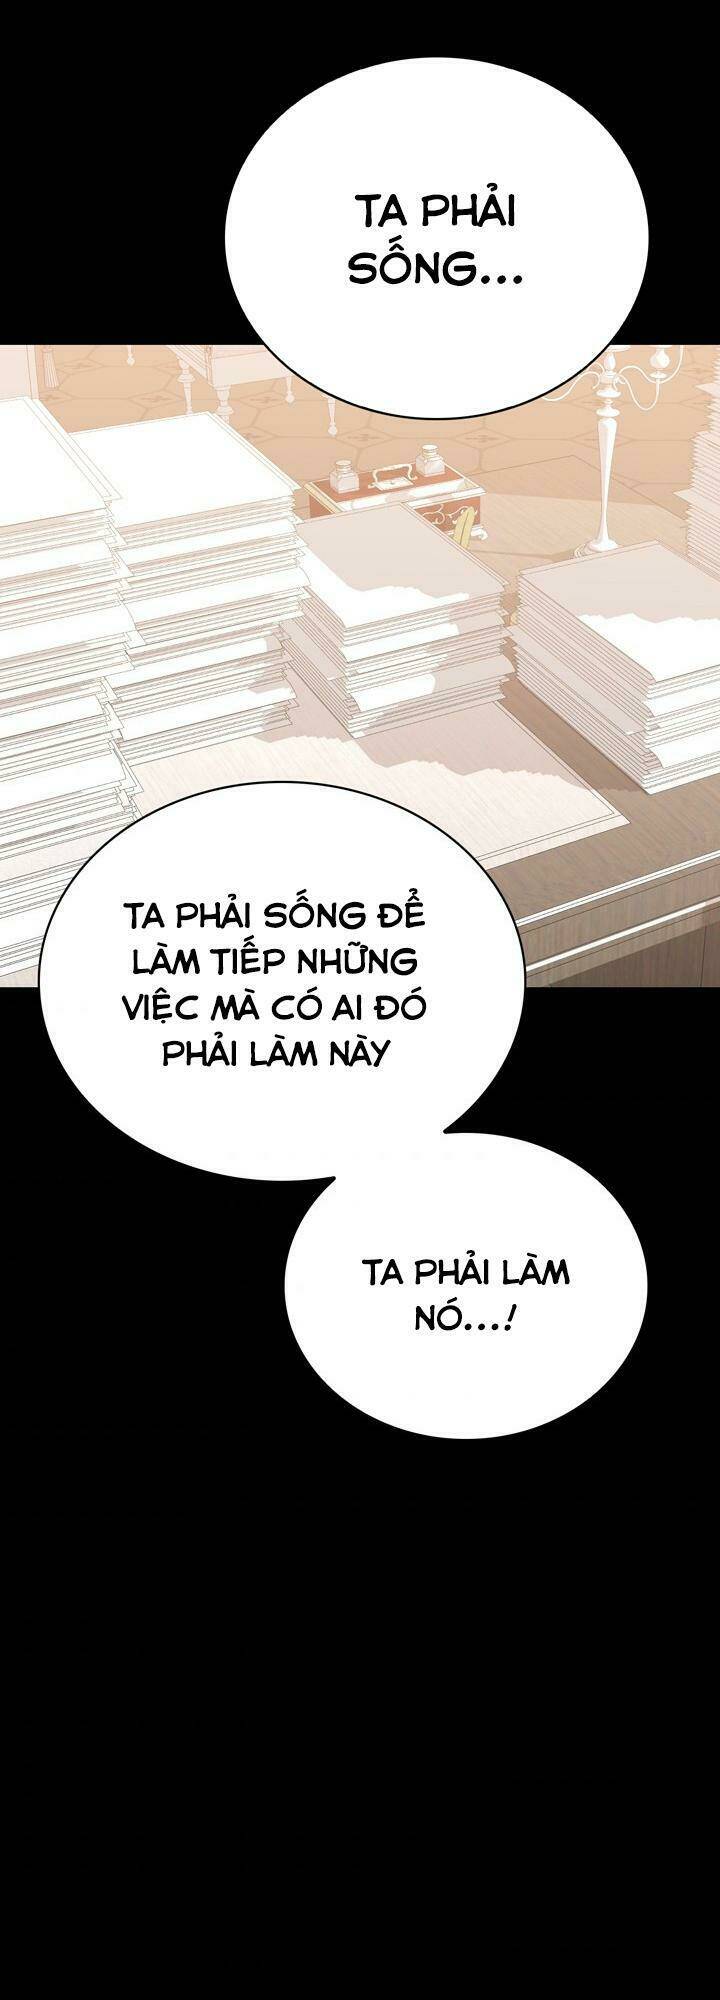 TA PHẢI
SỐNG...
TA PHẢI SỐNG ĐỂ
LÀM TIẾP NHỮNG
VIỆC MÀ CÓ AI ĐÓ
PHẢI LÀM NÀY
TA PHẢI LÀM
NÓ...!